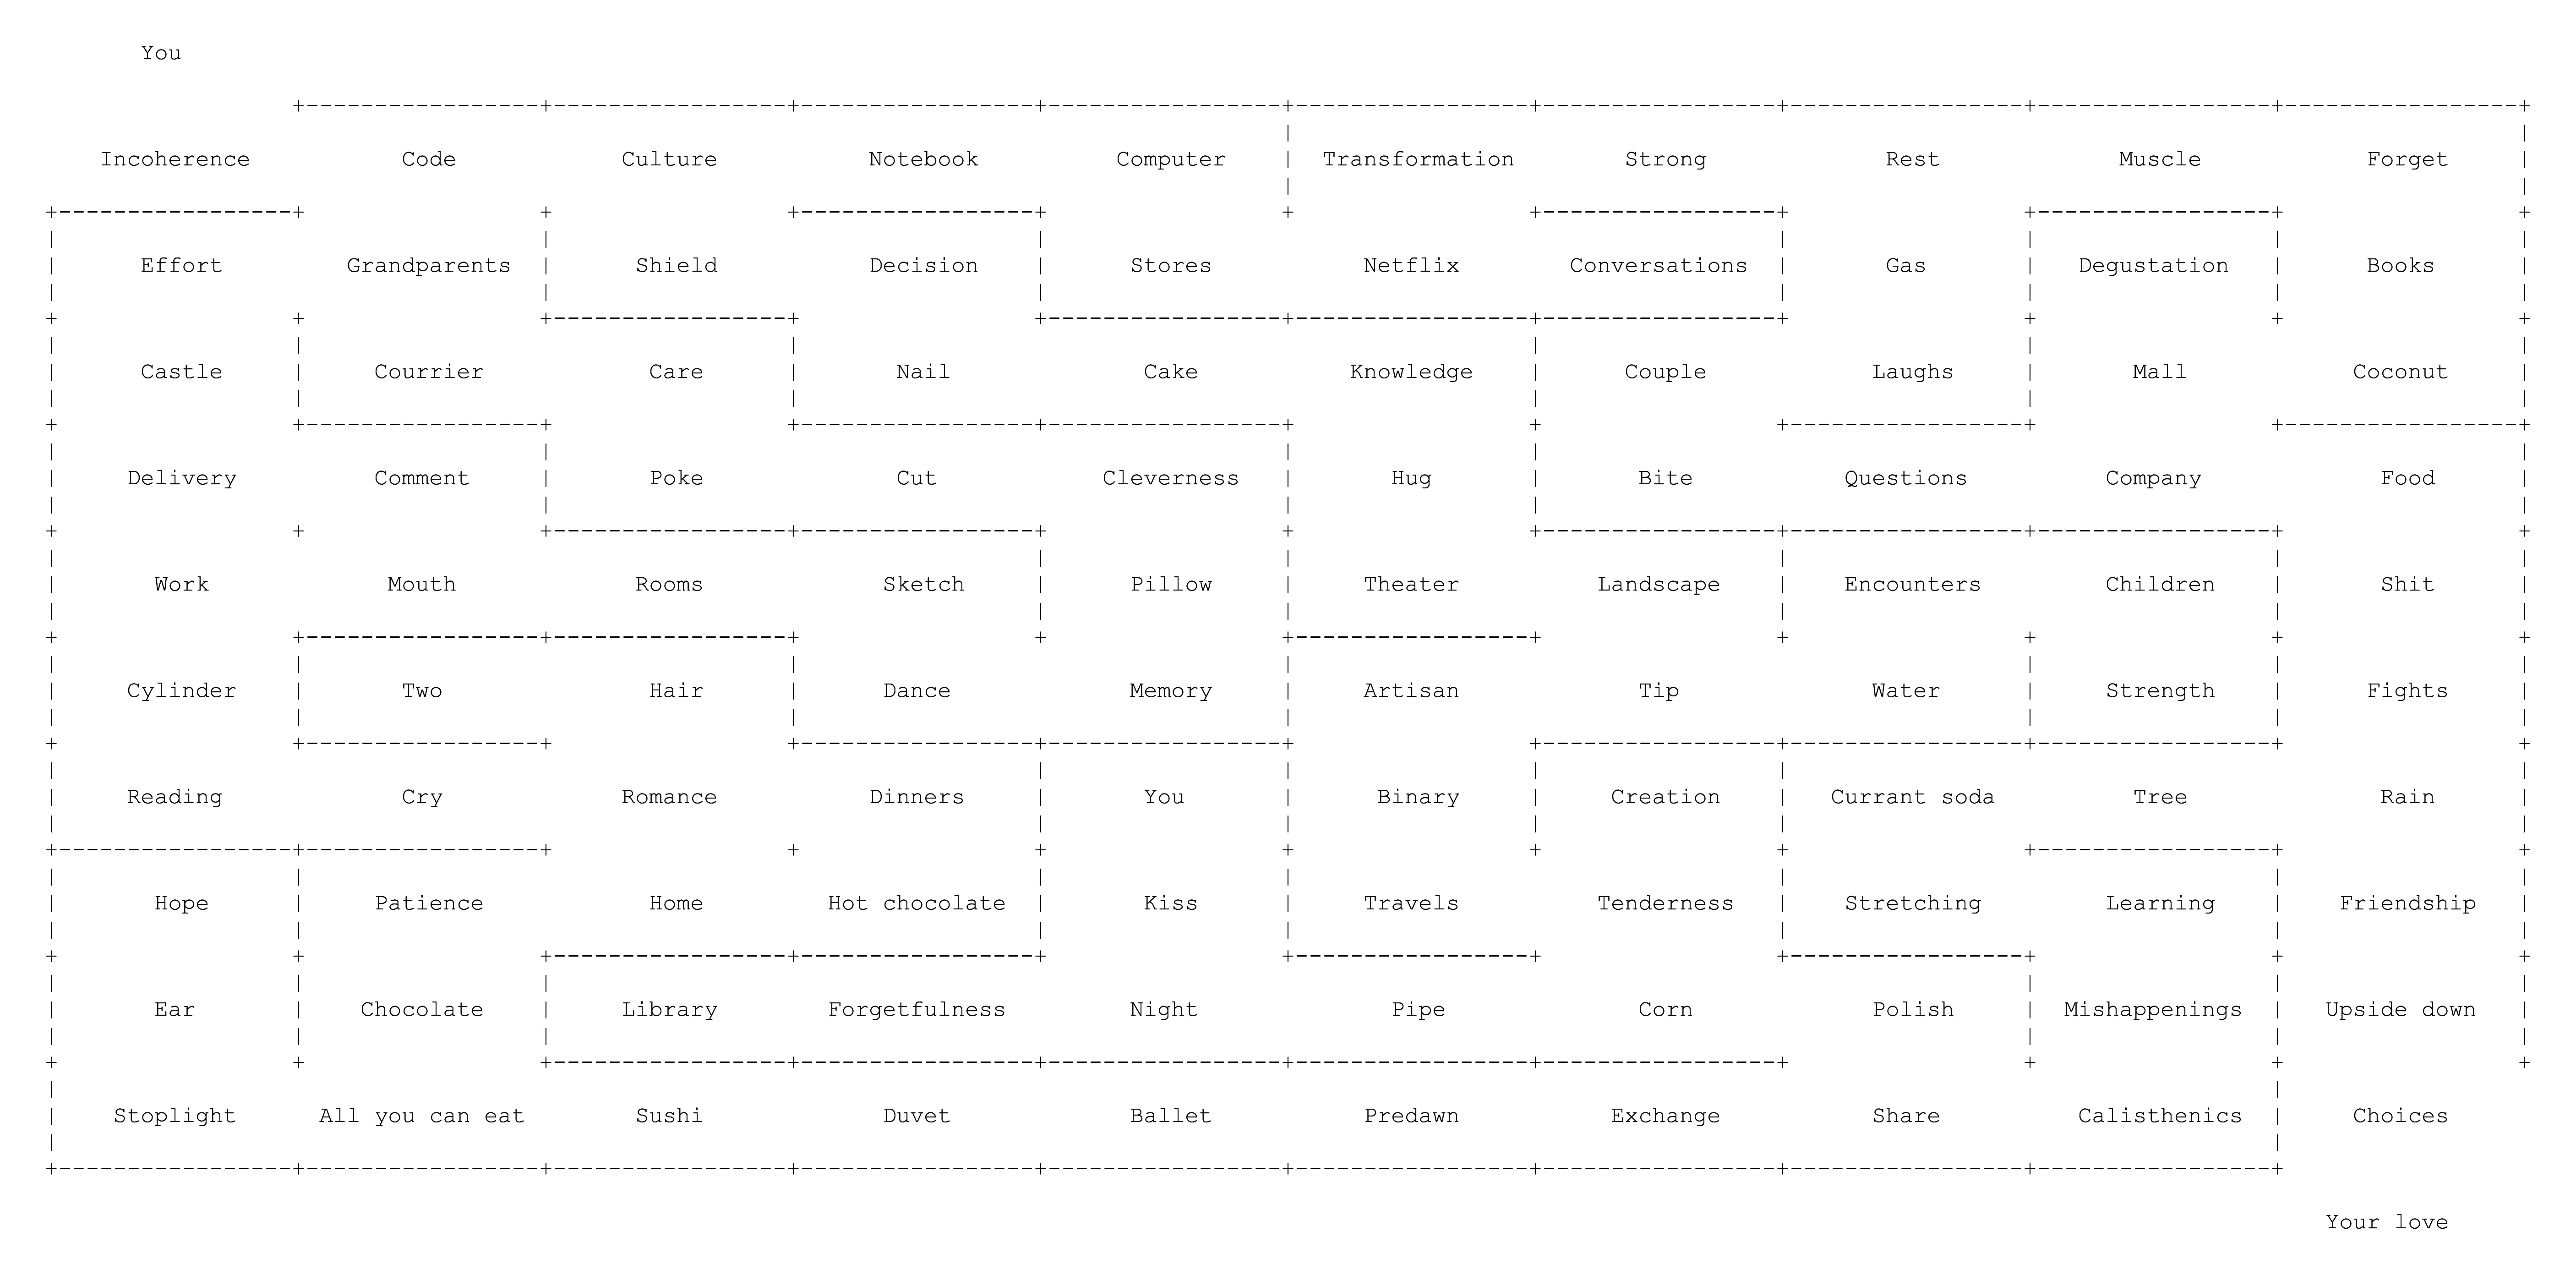 You
Incoherence Code Culture Notebook Computer Transformation Strong Rest Muscle Forget
Effort Grandparents Shield Decision Stores Netflix Conversations Gas Degustation Books
Castle Courrier Care Nail Cake Knowledge Couple Laughs Mall Coconut
Delivery Comment Poke Cut Cleverness Hug Bite Questions Company Food
Work Mouth Rooms Sketch Pillow Theater Landscape Encounters Children Shit
Cylinder Two Hair Dance Memory Artisan Tip Water Strength Fights
Reading Cry Romance Dinners You Binary Creation Currant soda Tree Rain
Hope Patience Home Hot chocolate Kiss Travels Tenderness Stretching Learning Friendship
Ear Chocolate Library Forgetfulness Night Pipe Corn Polish Mishappenings Upside down
Stoplight All you can eat Sushi Duvet Ballet Predawn Exchange Share Calisthenics Choices
Your love